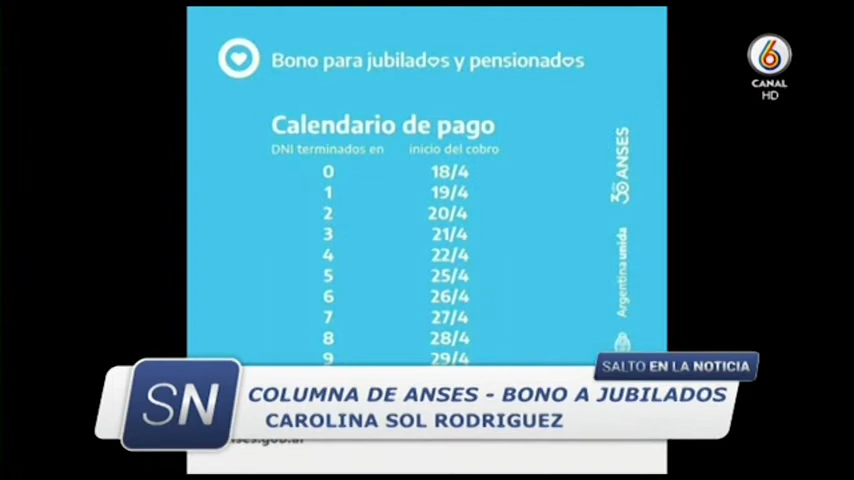 Bono para jubilados y pensionados
6
CANAL
HD
Calendario de pago
DNI terminados en inicio del cobro
0 18/4
1 19/4
2 20/4
3 21/4
4 22/4
5 25/4
6 26/4
7 27/4
8 28/4
9 29/4
30 ANSES
Argentina unida
SALTO EN LA NOTICIA
SN
COLUMNA DE ANSES - BONO A JUBILADOS
CAROLINA SOL RODRIGUEZ